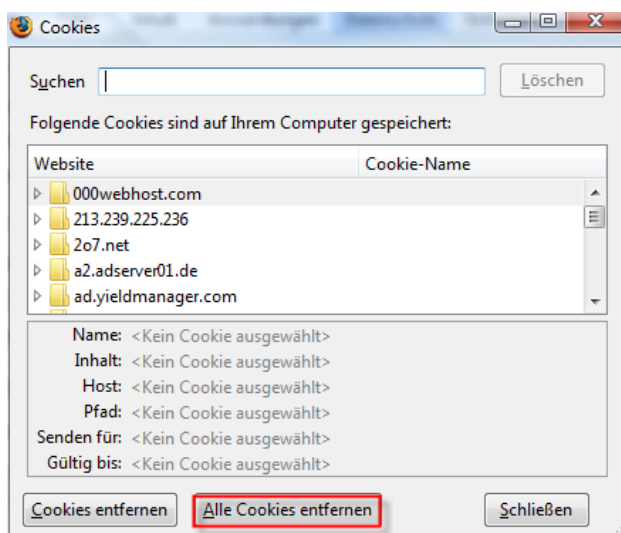 Cookies
Suchen
Löschen
Folgende Cookies sind auf Ihrem Computer gespeichert:
Website Cookie-Name
000webhost.com
213.239.225.236
2o7.net
a2.adserver01.de
ad.yieldmanager.com
Name: <Kein Cookie ausgewählt>
Inhalt: <Kein Cookie ausgewählt>
Host: <Kein Cookie ausgewählt>
Pfad: <Kein Cookie ausgewählt>
Senden für: <Kein Cookie ausgewählt>
Gültig bis: <Kein Cookie ausgewählt>
Cookies entfernen Alle Cookies entfernen Schließen